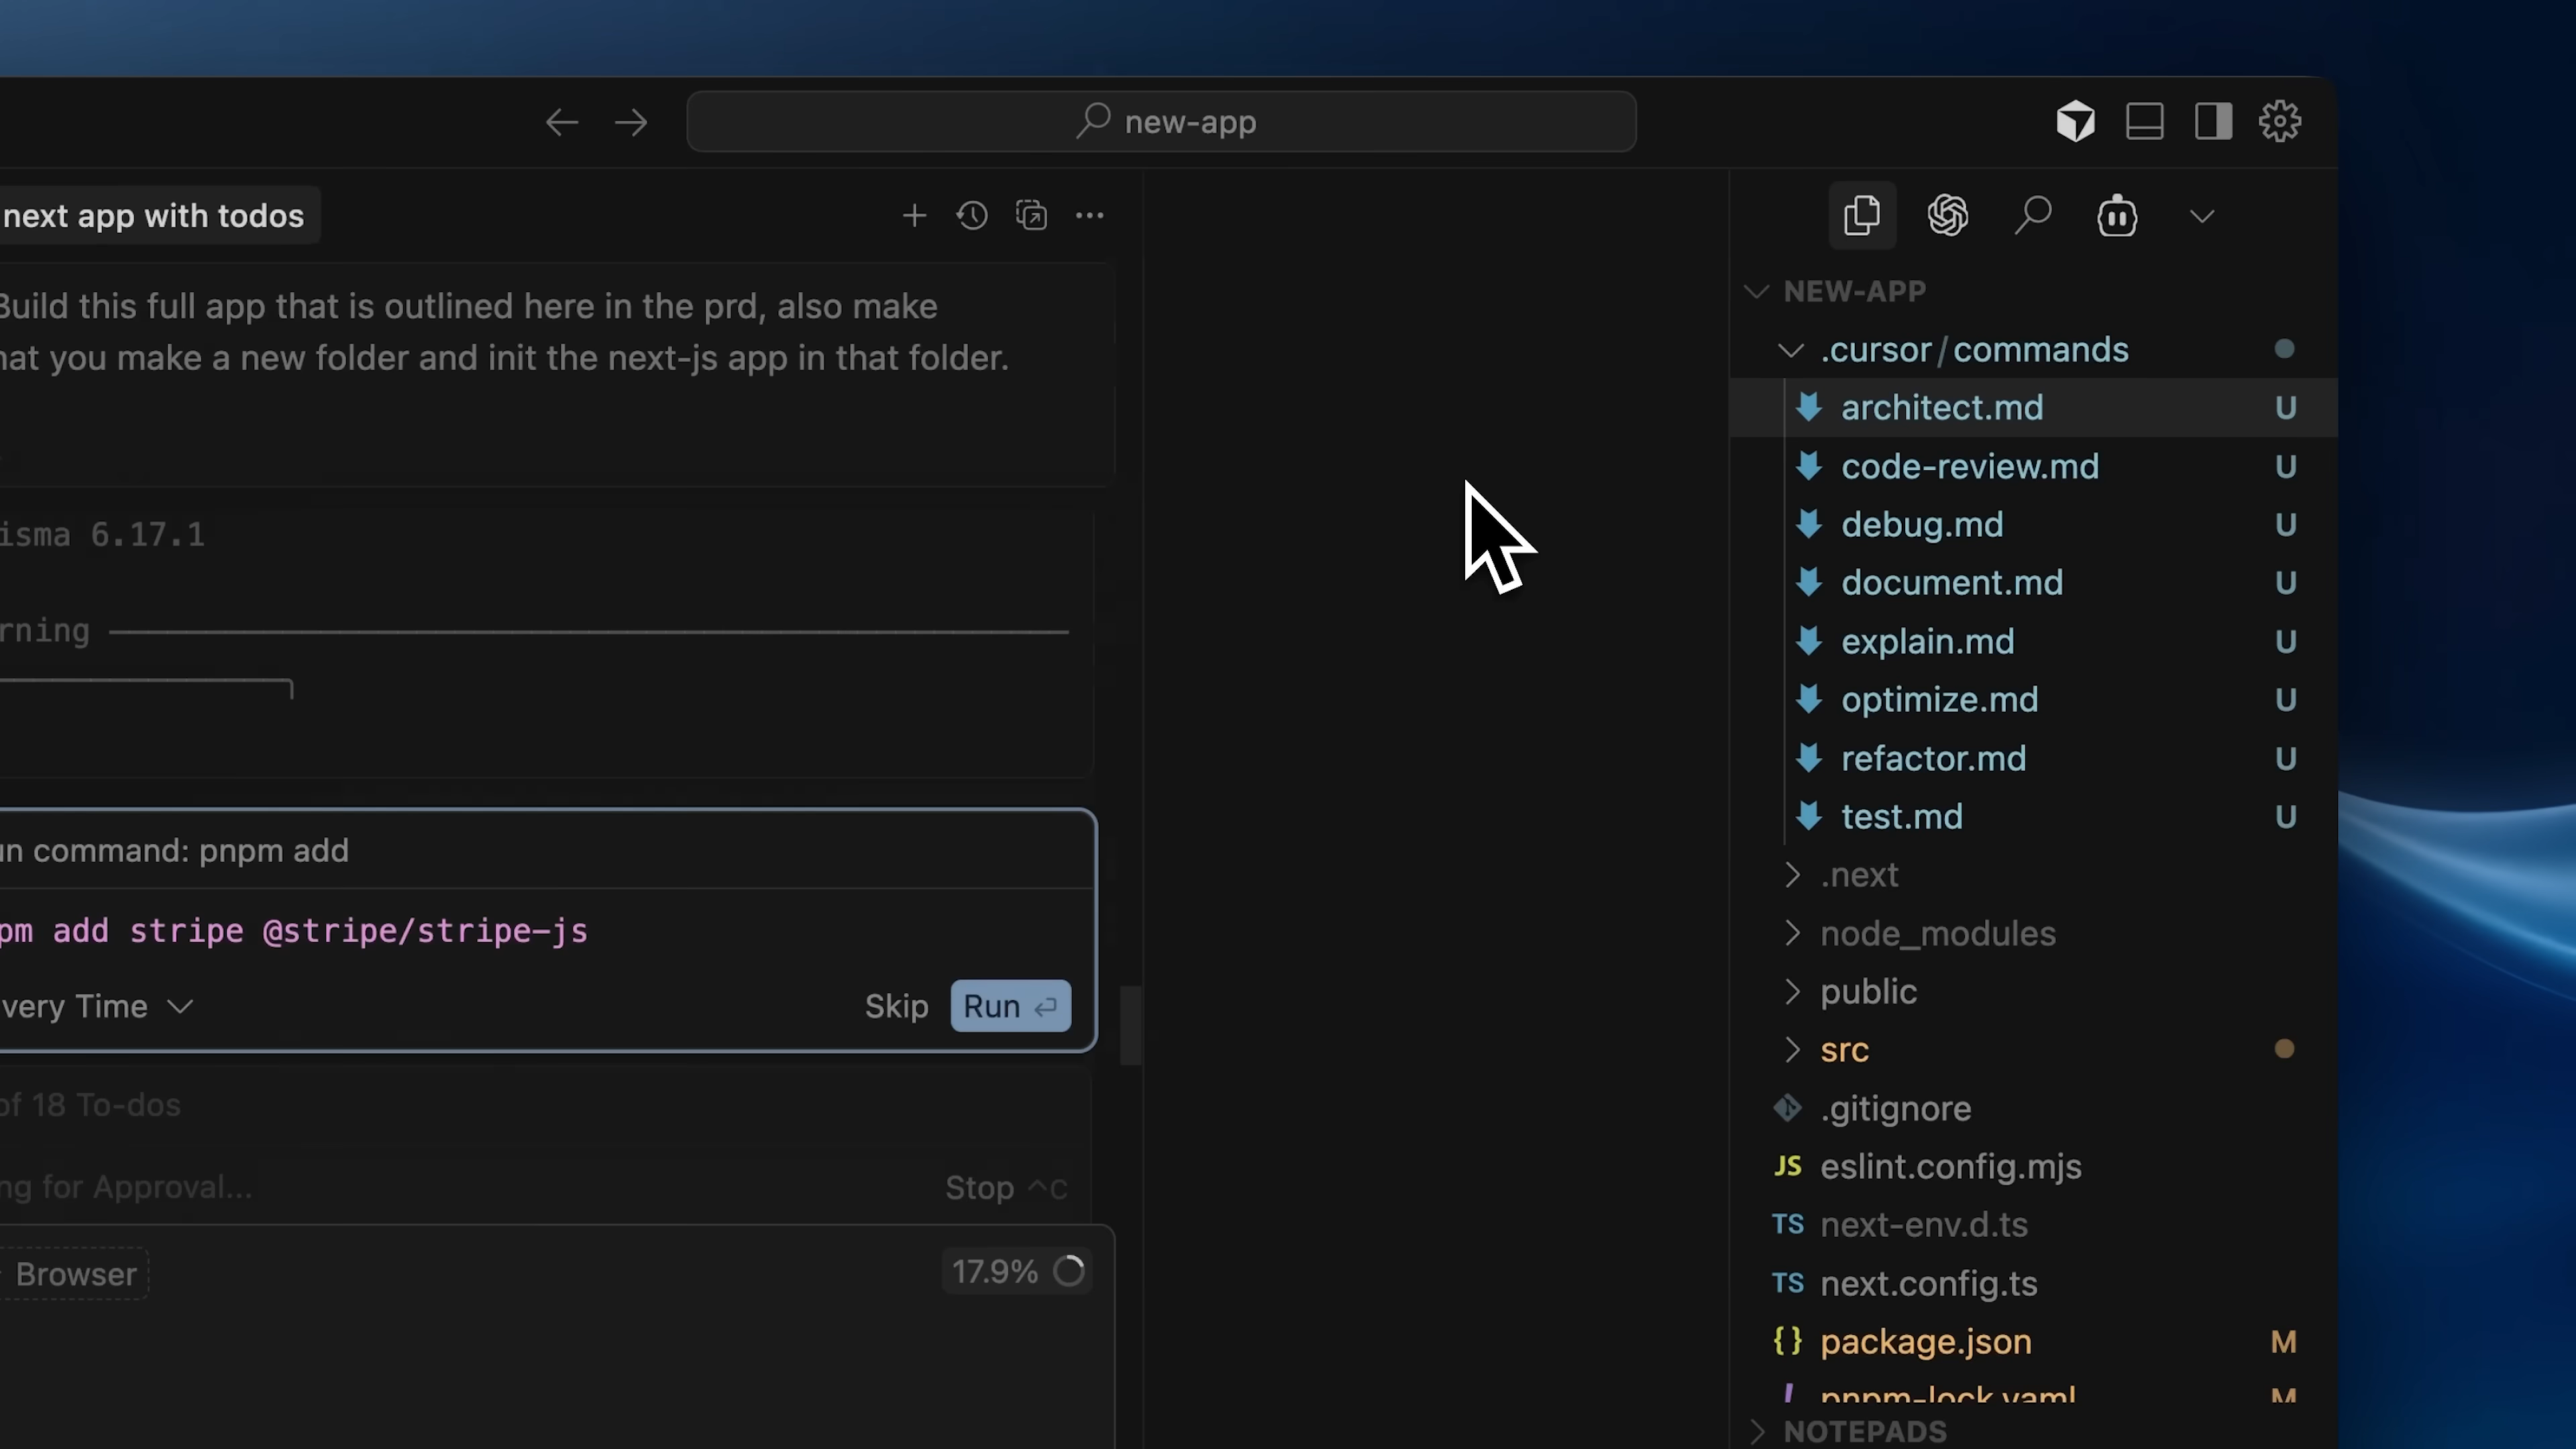 new-app
next app with todos
Build this full app that is outlined here in the prd, also make
hat you make a new folder and init the next-js app in that folder.
isma 6.17.1
rning
un command: pnpm add
pm add stripe @stripe/stripe-js
very Time
Skip
Run
of 18 To-dos
ng for Approval...
Stop ^C
Browser
17.9%
NEW-APP
.cursor/commands
architect.md U
code-review.md U
debug.md U
document.md U
explain.md U
optimize.md U
refactor.md U
test.md U
.next
node_modules
public
src
.gitignore
JS eslint.config.mjs
TS next-env.d.ts
TS next.config.ts
{} package.json M
pnpm-lock.yaml M
NOTEPADS